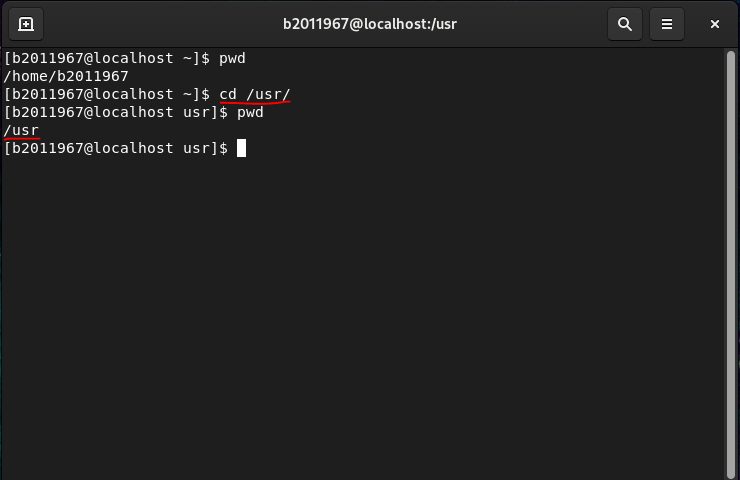 b2011967@localhost:/usr
[b2011967@localhost ~]$ pwd
/home/b2011967
[b2011967@localhost ~]$ cd /usr/
[b2011967@localhost usr]$ pwd
/usr
[b2011967@localhost usr]$